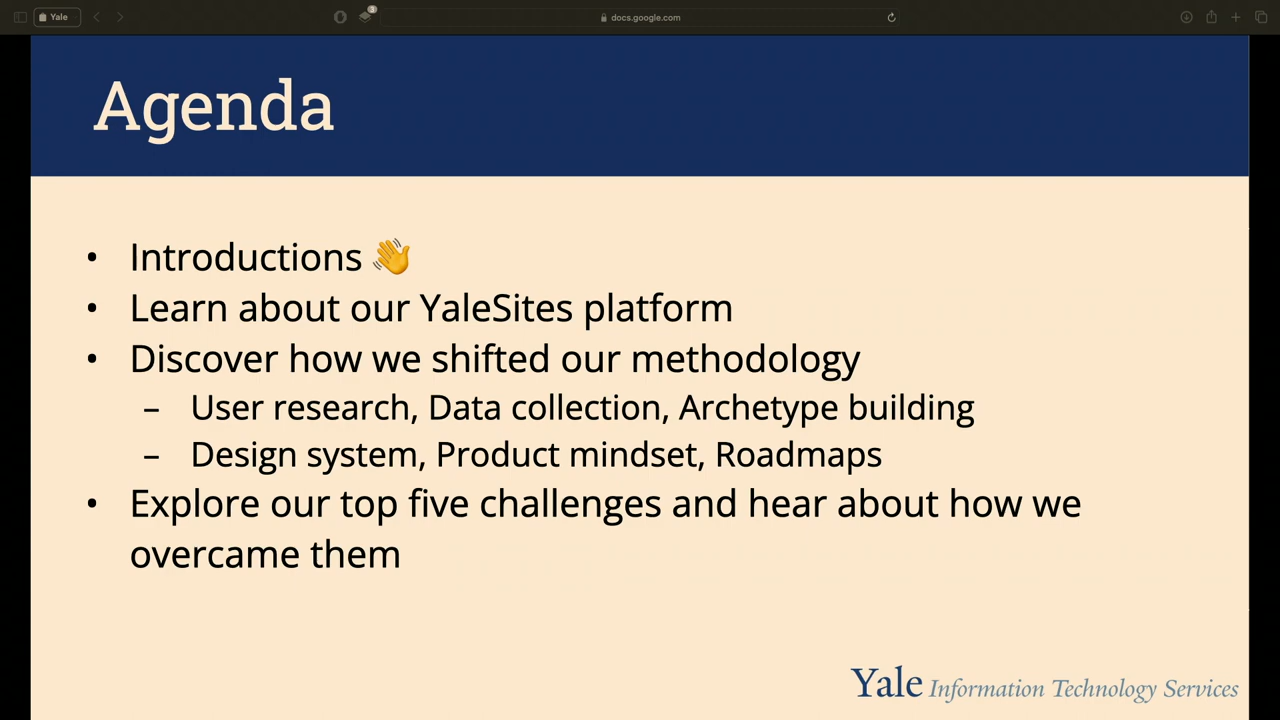 Yale
docs.google.com
3
Agenda
• Introductions 👋
• Learn about our YaleSites platform
• Discover how we shifted our methodology
– User research, Data collection, Archetype building
– Design system, Product mindset, Roadmaps
• Explore our top five challenges and hear about how we
overcame them
Yale Information Technology Services